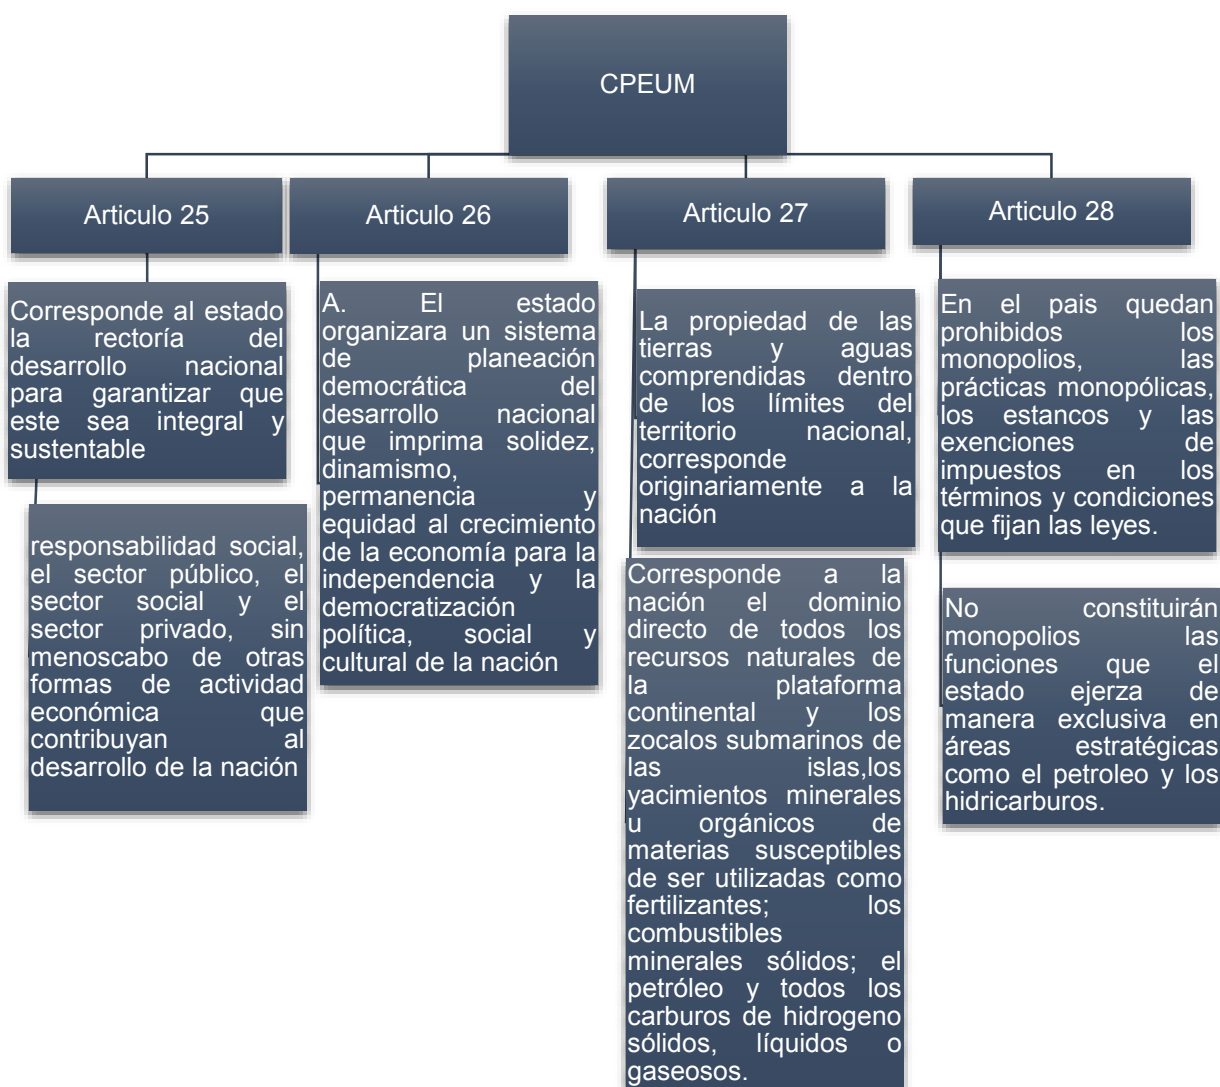 CPEUM
Articulo 25
Articulo 26
Articulo 27
Articulo 28
Corresponde al estado
la rectoría del
desarrollo nacional
para garantizar que
este sea integral y
sustentable
responsabilidad social,
el sector público, el
sector social y el
sector privado, sin
menoscabo de otras
formas de actividad
económica que
contribuyan al
desarrollo de la nación
A. El estado
organizara un sistema
de planeación
democrática del
desarrollo nacional
que imprima solidez,
dinamismo,
permanencia y
equidad al crecimiento
de la economía para la
independencia y la
democratización
política, social y
cultural de la nación
La propiedad de las
tierras y aguas
comprendidas dentro
de los límites del
territorio nacional,
corresponde
originariamente a la
nación
Corresponde a la
nación el dominio
directo de todos los
recursos naturales de
la plataforma
continental y los
zocalos submarinos de
las islas,los
yacimientos minerales
u orgánicos de
materias susceptibles
de ser utilizadas como
fertilizantes; los
combustibles
minerales sólidos; el
petróleo y todos los
carburos de hidrogeno
sólidos, líquidos o
gaseosos.
En el pais quedan
prohibidos los
monopolios, las
prácticas monopólicas,
los estancos y las
exenciones de
impuestos en los
términos y condiciones
que fijan las leyes.
No constituirán
monopolios las
funciones que el
estado ejerza de
manera exclusiva en
áreas estratégicas
como el petroleo y los
hidricarburos.